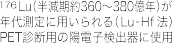 176Lu(半減期約360～380億年)が
年代測定に用いられる(Lu-Hf法)
PET診断用の陽電子検出器に使用